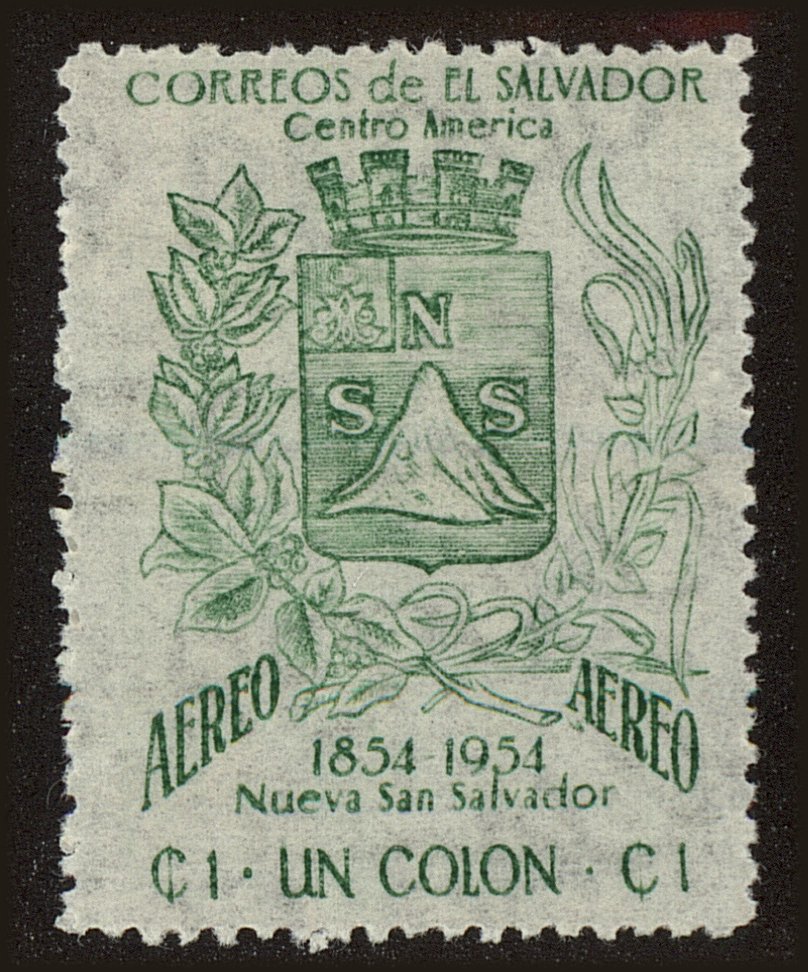 CORREOS de EL SALVADOR
Centro America
N
S S
AEREO AEREO
1854-1954
Nueva San Salvador
₡1 · UN COLON · ₡1